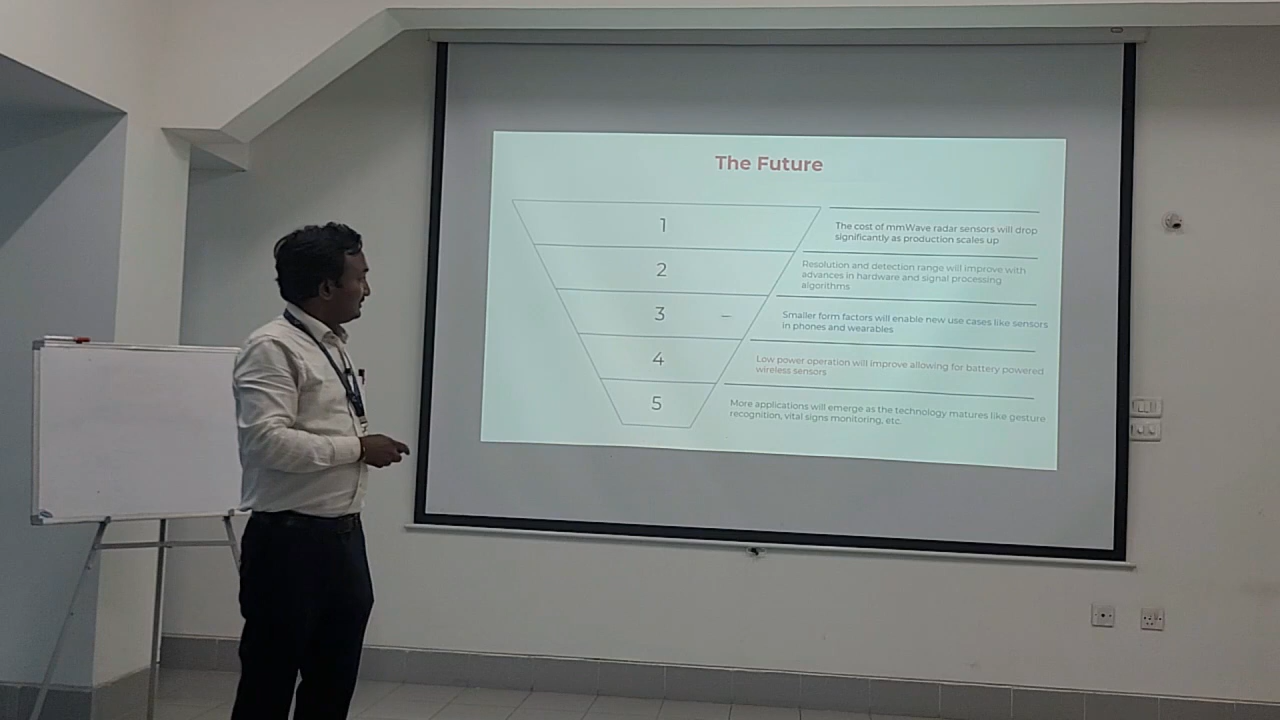 The Future
1
The cost of mmWave radar sensors will drop
significantly as production scales up
2
Resolution and detection range will improve with
advances in hardware and signal processing
algorithms
3
Smaller form factors will enable new use cases like sensors
in phones and wearables
4
Low power operation will improve allowing for battery powered
wireless sensors
5
More applications will emerge as the technology matures like gesture
recognition, vital signs monitoring, etc.